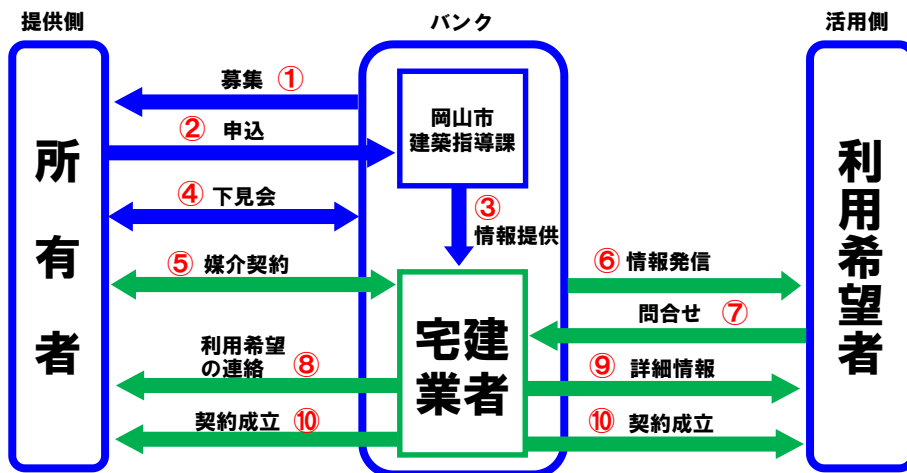 提供側
バンク
活用側
所有者
募集 ①
② 申込
岡山市
建築指導課
④ 下見会
③
情報提供
⑤ 媒介契約
⑥ 情報発信
問合せ ⑦
宅建
業者
利用希望
の連絡 ⑧
⑨ 詳細情報
契約成立 ⑩
⑩ 契約成立
利用希望者